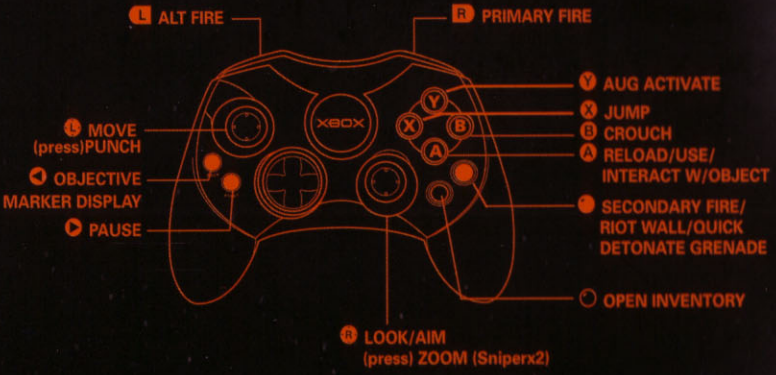 L ALT FIRE
R PRIMARY FIRE
Y AUG ACTIVATE
X JUMP
B CROUCH
A RELOAD/USE/
INTERACT W/OBJECT
SECONDARY FIRE/
RIOT WALL/QUICK
DETONATE GRENADE
OPEN INVENTORY
L MOVE
(press)PUNCH
OBJECTIVE
MARKER DISPLAY
PAUSE
R LOOK/AIM
(press) ZOOM (Sniperx2)
XBOX
Y
X
B
A